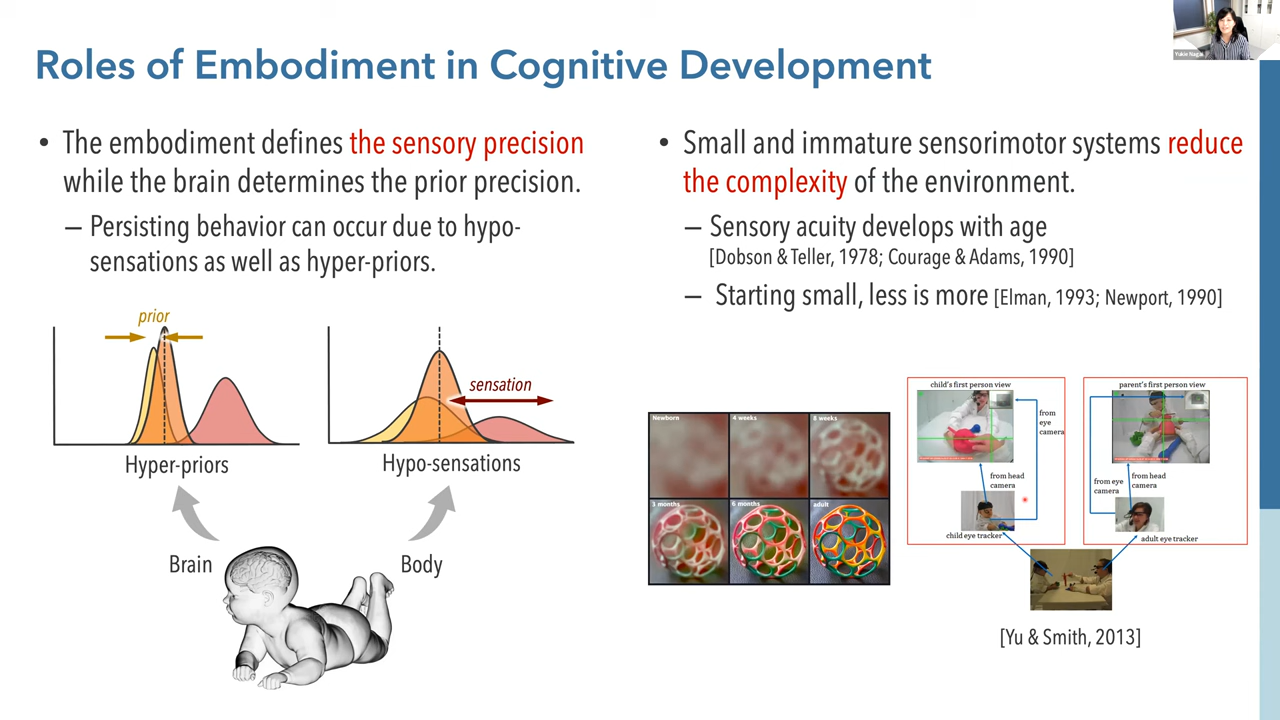 Yukie Nagai
Roles of Embodiment in Cognitive Development
• The embodiment defines the sensory precision
while the brain determines the prior precision.
– Persisting behavior can occur due to hypo-
sensations as well as hyper-priors.
prior
Hyper-priors
sensation
Hypo-sensations
Brain
Body
• Small and immature sensorimotor systems reduce
the complexity of the environment.
– Sensory acuity develops with age
[Dobson & Teller, 1978; Courage & Adams, 1990]
– Starting small, less is more [Elman, 1993; Newport, 1990]
Newborn
4 weeks
8 weeks
3 months
6 months
adult
child's first person view
from
eye
camera
from head
camera
child eye tracker
parent's first person view
from eye
camera
from head
camera
adult eye tracker
[Yu & Smith, 2013]